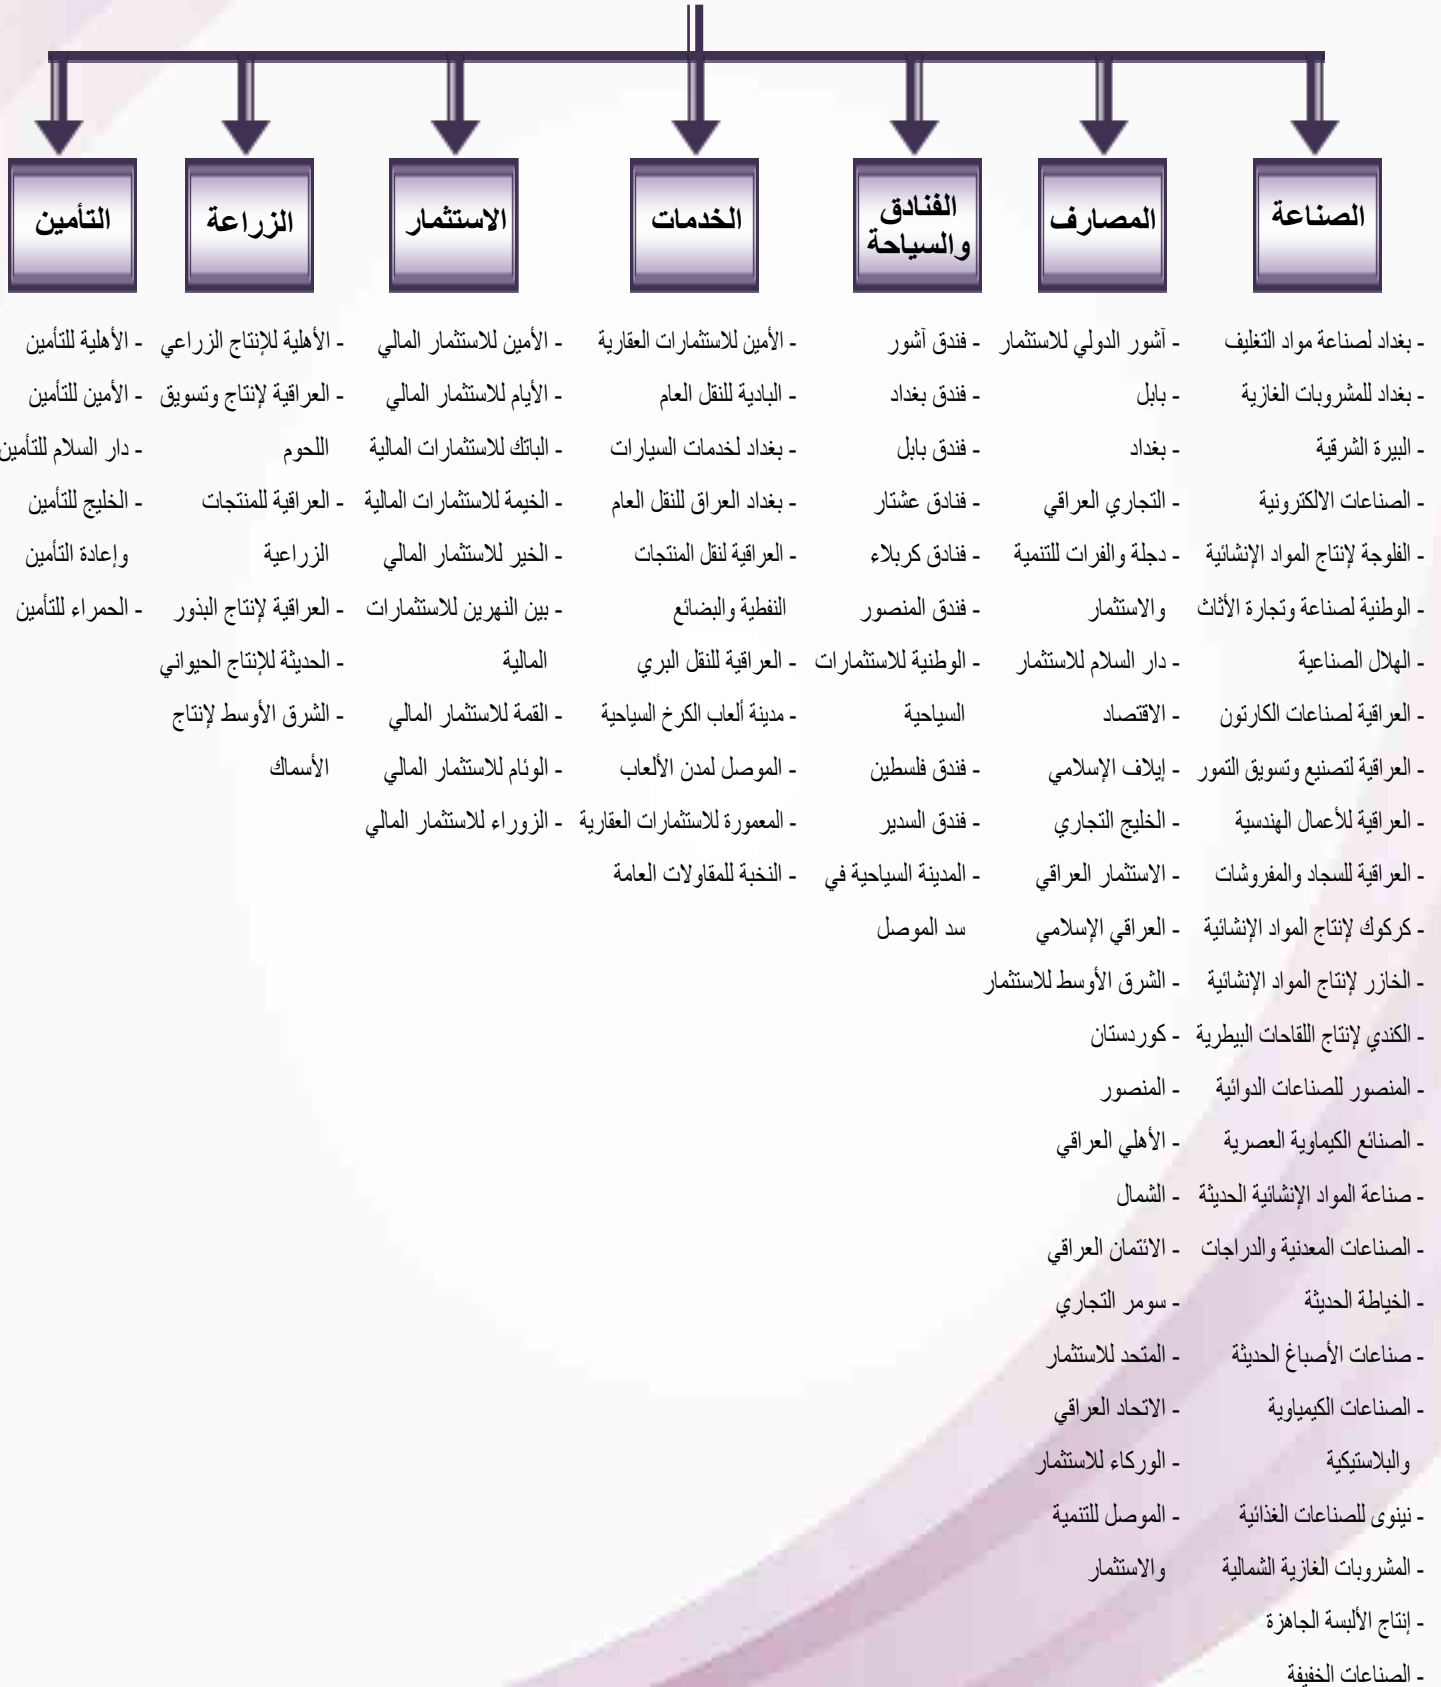 الصناعة
- بغداد لصناعة مواد التغليف
- بغداد للمشروبات الغازية
- البيرة الشرقية
- الصناعات الالكترونية
- الفلوجة لإنتاج المواد الإنشائية
- الوطنية لصناعة وتجارة الأثاث
- الهلال الصناعية
- العراقية لصناعات الكارتون
- العراقية لتصنيع وتسويق التمور
- العراقية للأعمال الهندسية
- العراقية للسجاد والمفروشات
- كركوك لإنتاج المواد الإنشائية
- الخازر لإنتاج المواد الإنشائية
- الكندي لإنتاج اللقاحات البيطرية
- المنصور للصناعات الدوائية
- الصنائع الكيماوية العصرية
- صناعة المواد الإنشائية الحديثة
- الصناعات المعدنية والدراجات
- الخياطة الحديثة
- صناعات الأصباغ الحديثة
- الصناعات الكيمياوية
والبلاستيكية
- نينوى للصناعات الغذائية
- المشروبات الغازية الشمالية
- إنتاج الألبسة الجاهزة
- الصناعات الخفيفة
المصارف
- آشور الدولي للاستثمار
- بابل
- بغداد
- التجاري العراقي
- دجلة والفرات للتنمية
والاستثمار
- دار السلام للاستثمار
- الاقتصاد
- إيلاف الإسلامي
- الخليج التجاري
- الاستثمار العراقي
- العراقي الإسلامي
- الشرق الأوسط للاستثمار
- كوردستان
- المنصور
- الأهلي العراقي
- الشمال
- الائتمان العراقي
- سومر التجاري
- المتحد للاستثمار
- الاتحاد العراقي
- الوركاء للاستثمار
- الموصل للتنمية
والاستثمار
الفنادق
والسياحة
- فندق آشور
- فندق بغداد
- فندق بابل
- فنادق عشتار
- فنادق كربلاء
- فندق المنصور
- الوطنية للاستثمارات
السياحية
- فندق فلسطين
- فندق السدير
- المدينة السياحية في
سد الموصل
الخدمات
- الأمين للاستثمارات العقارية
- البادية للنقل العام
- بغداد لخدمات السيارات
- بغداد العراق للنقل العام
- العراقية لنقل المنتجات
النفطية والبضائع
- العراقية للنقل البري
- مدينة ألعاب الكرخ السياحية
- الموصل لمدن الألعاب
- المعمورة للاستثمارات العقارية
- النخبة للمقاولات العامة
الاستثمار
- الأمين للاستثمار المالي
- الأيام للاستثمار المالي
- الباتك للاستثمارات المالية
- الخيمة للاستثمارات المالية
- الخير للاستثمار المالي
- بين النهرين للاستثمارات
المالية
- القمة للاستثمار المالي
- الوئام للاستثمار المالي
- الزوراء للاستثمار المالي
الزراعة
- الأهلية للإنتاج الزراعي
- العراقية لإنتاج وتسويق
اللحوم
- العراقية للمنتجات
الزراعية
- العراقية لإنتاج البذور
- الحديثة للإنتاج الحيواني
- الشرق الأوسط لإنتاج
الأسماك
التأمين
- الأهلية للتأمين
- الأمين للتأمين
- دار السلام للتأمين
- الخليج للتأمين
وإعادة التأمين
- الحمراء للتأمين